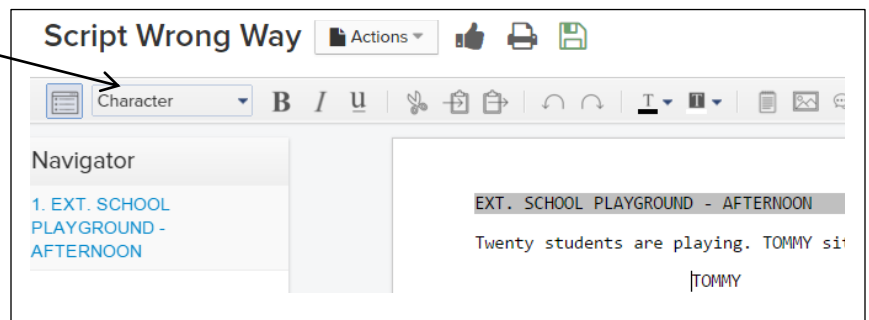 Script Wrong Way Actions
Character B I u T T
Navigator
1. EXT. SCHOOL
PLAYGROUND -
AFTERNOON
EXT. SCHOOL PLAYGROUND - AFTERNOON
Twenty students are playing. TOMMY sit
TOMMY